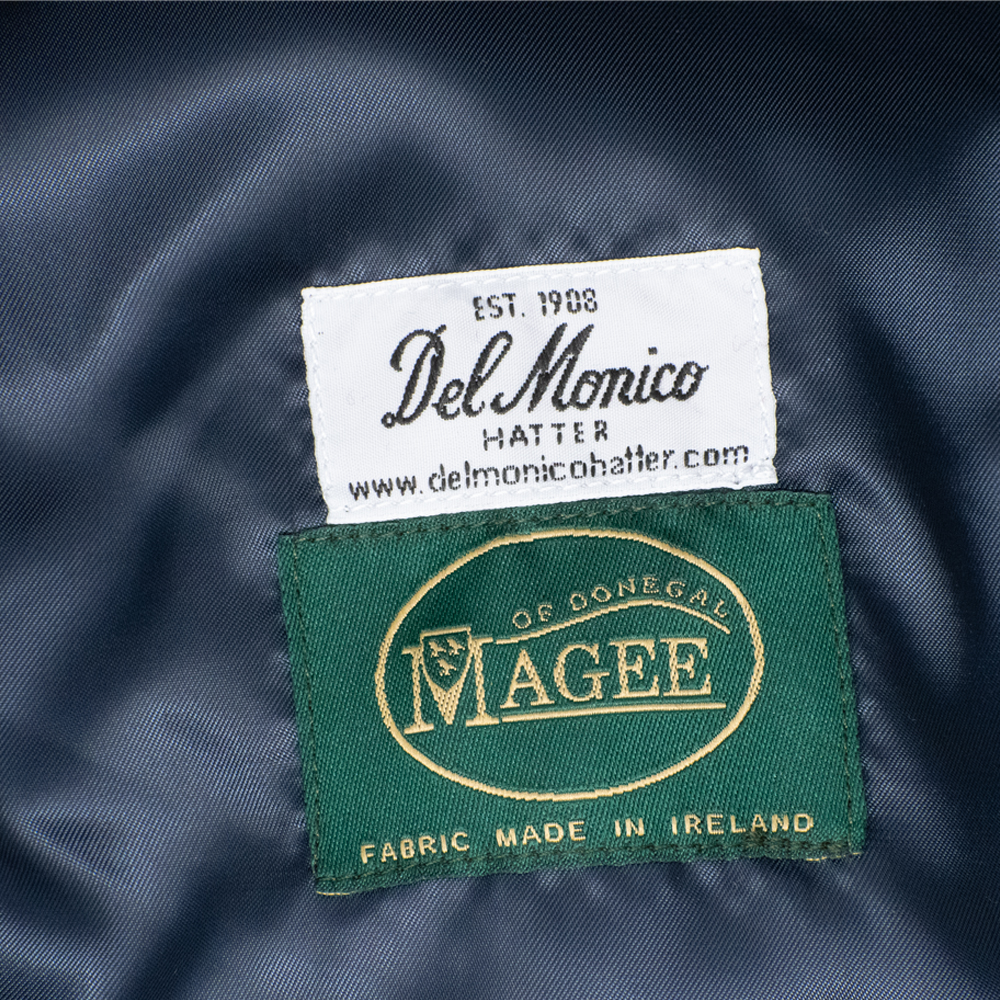 EST. 1908
Del Monico
HATTER
www.delmonicohatter.com
OF DONEGAL
MAGEE
FABRIC MADE IN IRELAND